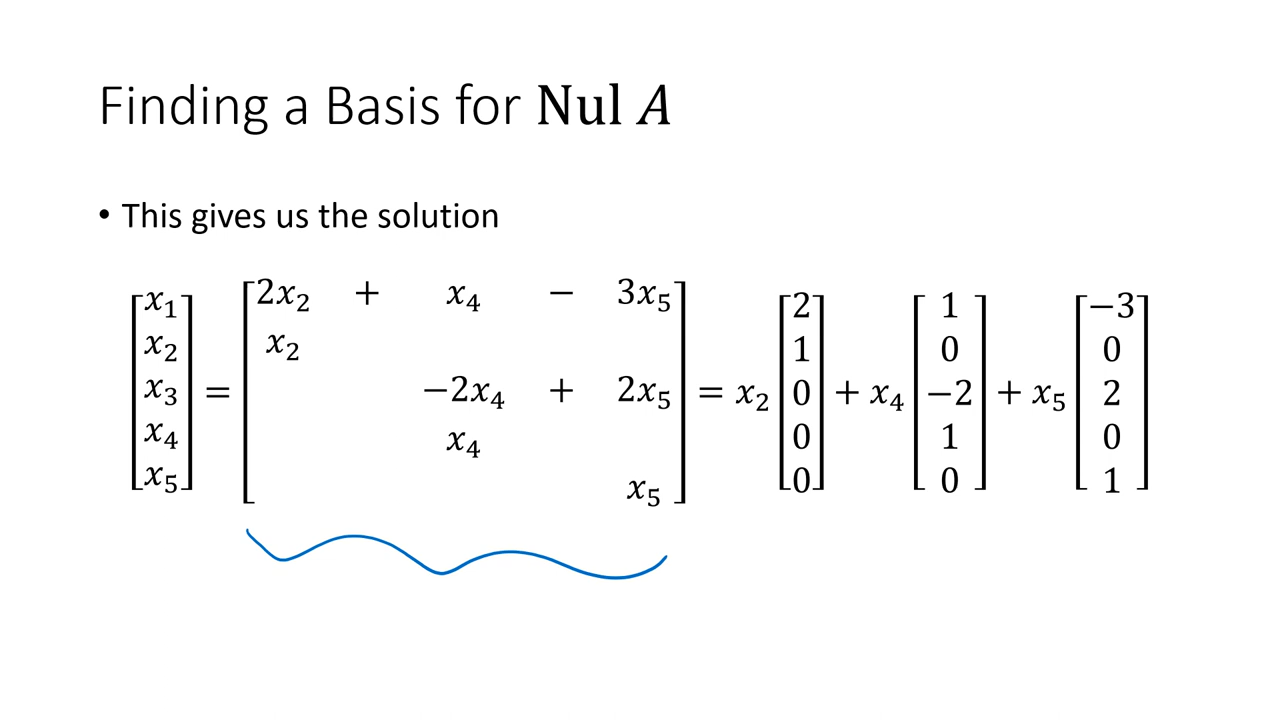 Finding a Basis for Nul A
• This gives us the solution
[x₁ x₂ x₃ x₄ x₅] = [2x₂ + x₄ − 3x₅
x₂
−2x₄ + 2x₅
x₄
x₅] = x₂ [2 1 0 0 0] + x₄ [1 0 −2 1 0] + x₅ [−3 0 2 0 1]